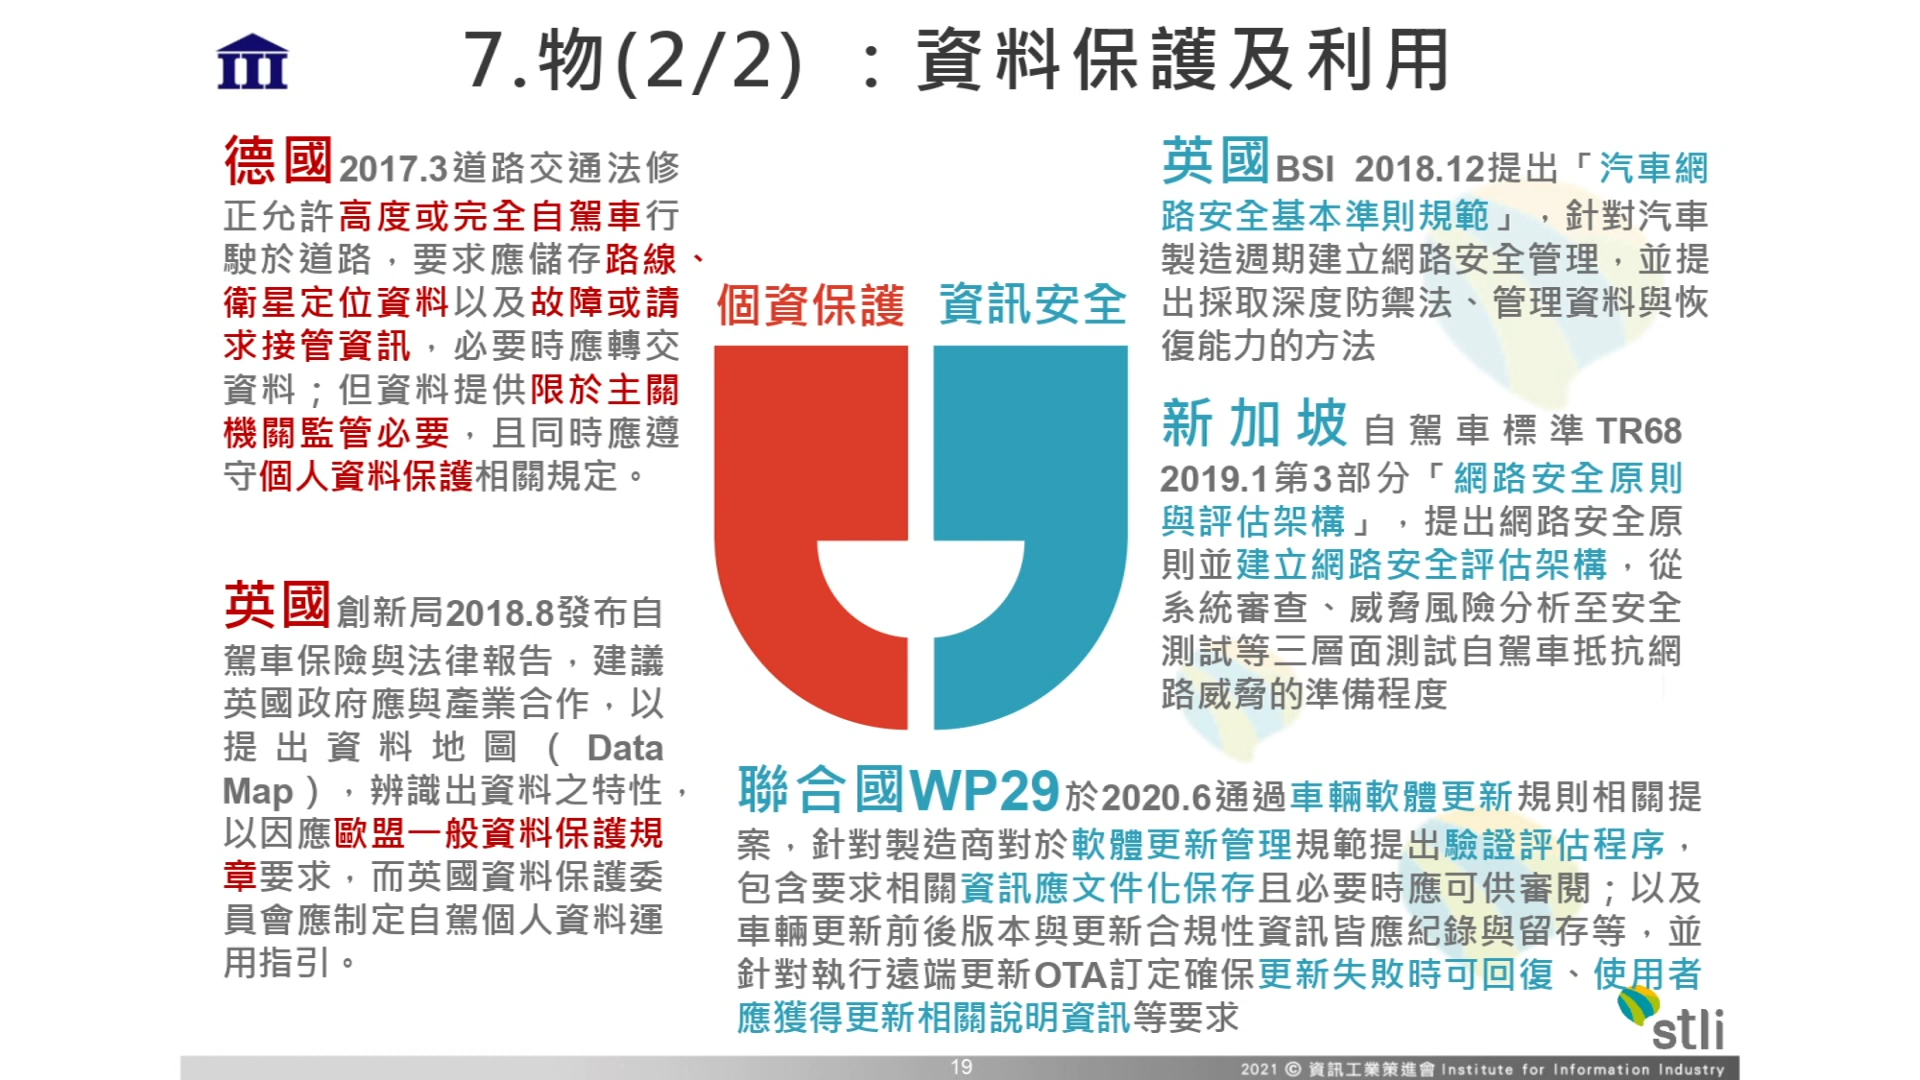 7.物(2/2) ：資料保護及利用
德國2017.3道路交通法修
正允許高度或完全自駕車行
駛於道路，要求應儲存路線、
衛星定位資料以及故障或請
求接管資訊，必要時應轉交
資料；但資料提供限於主關
機關監管必要，且同時應遵
守個人資料保護相關規定。
英國創新局2018.8發布自
駕車保險與法律報告，建議
英國政府應與產業合作，以
提出資料地圖（Data
Map），辨識出資料之特性，
以因應歐盟一般資料保護規
章要求，而英國資料保護委
員會應制定自駕個人資料運
用指引。
個資保護 資訊安全
英國BSI 2018.12提出「汽車網
路安全基本準則規範」，針對汽車
製造週期建立網路安全管理，並提
出採取深度防禦法、管理資料與恢
復能力的方法
新加坡自駕車標準TR68
2019.1第3部分「網路安全原則
與評估架構」，提出網路安全原
則並建立網路安全評估架構，從
系統審查、威脅風險分析至安全
測試等三層面測試自駕車抵抗網
路威脅的準備程度
聯合國WP29於2020.6通過車輛軟體更新規則相關提
案，針對製造商對於軟體更新管理規範提出驗證評估程序，
包含要求相關資訊應文件化保存且必要時應可供審閱；以及
車輛更新前後版本與更新合規性資訊皆應紀錄與留存等，並
針對執行遠端更新OTA訂定確保更新失敗時可回復、使用者
應獲得更新相關說明資訊等要求
stli
19
2021 © 資訊工業策進會 Institute for Information Industry